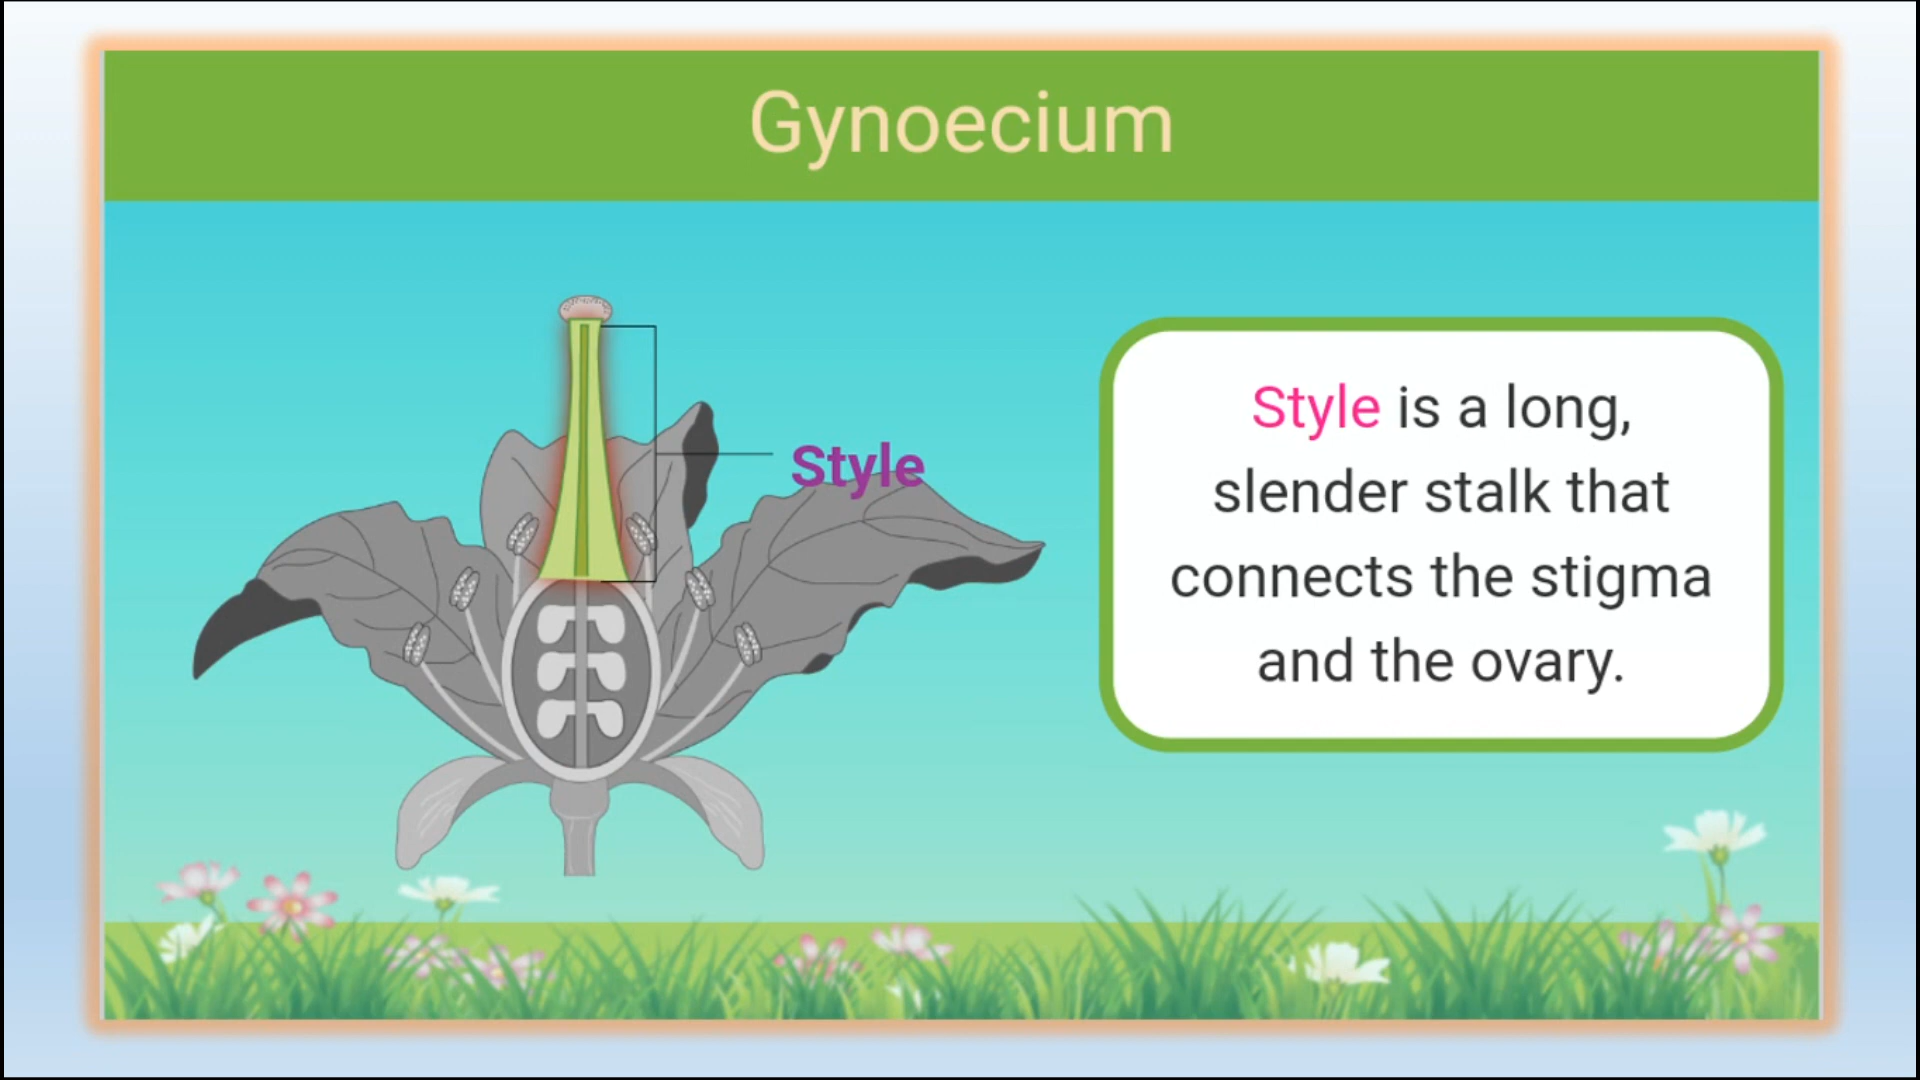 Gynoecium
Style
Style is a long,
slender stalk that
connects the stigma
and the ovary.